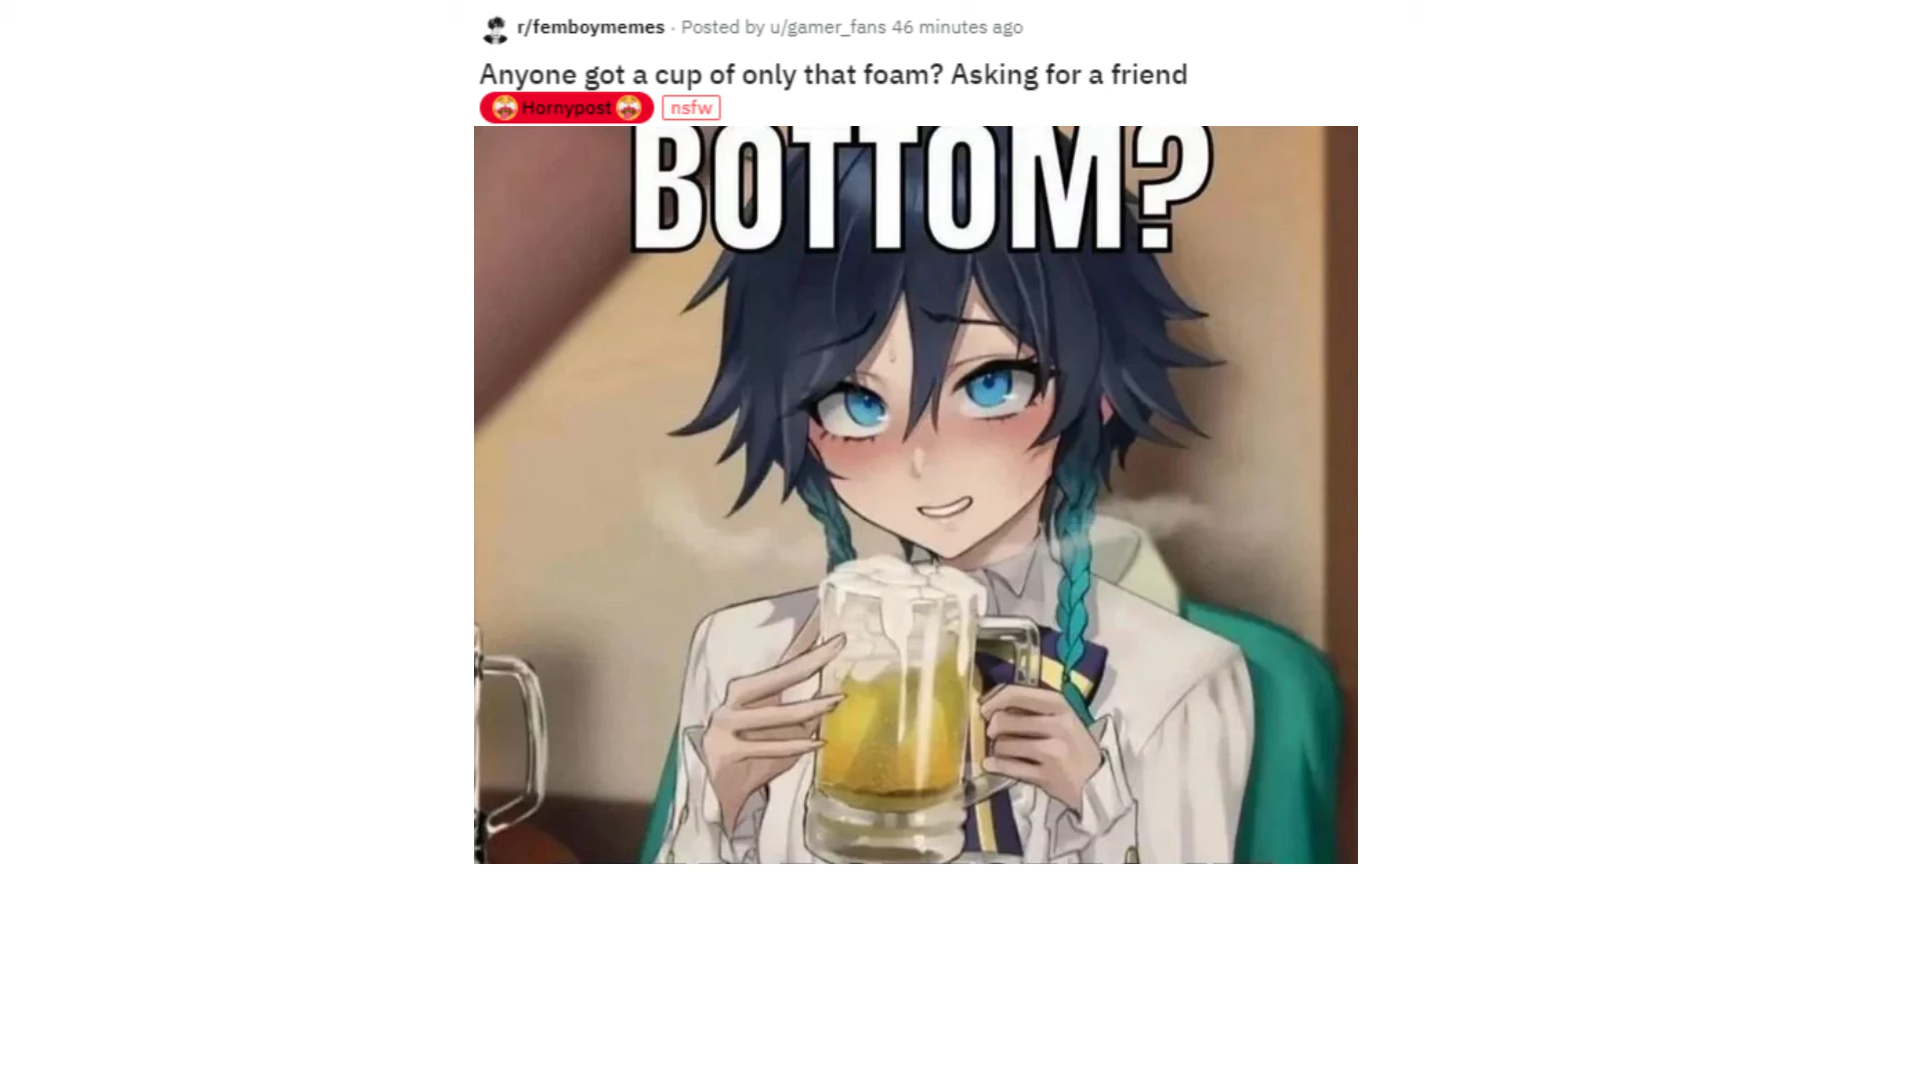 r/femboymemes · Posted by u/gamer_fans 46 minutes ago
Anyone got a cup of only that foam? Asking for a friend
Hornypost nsfw
BOTTOM?